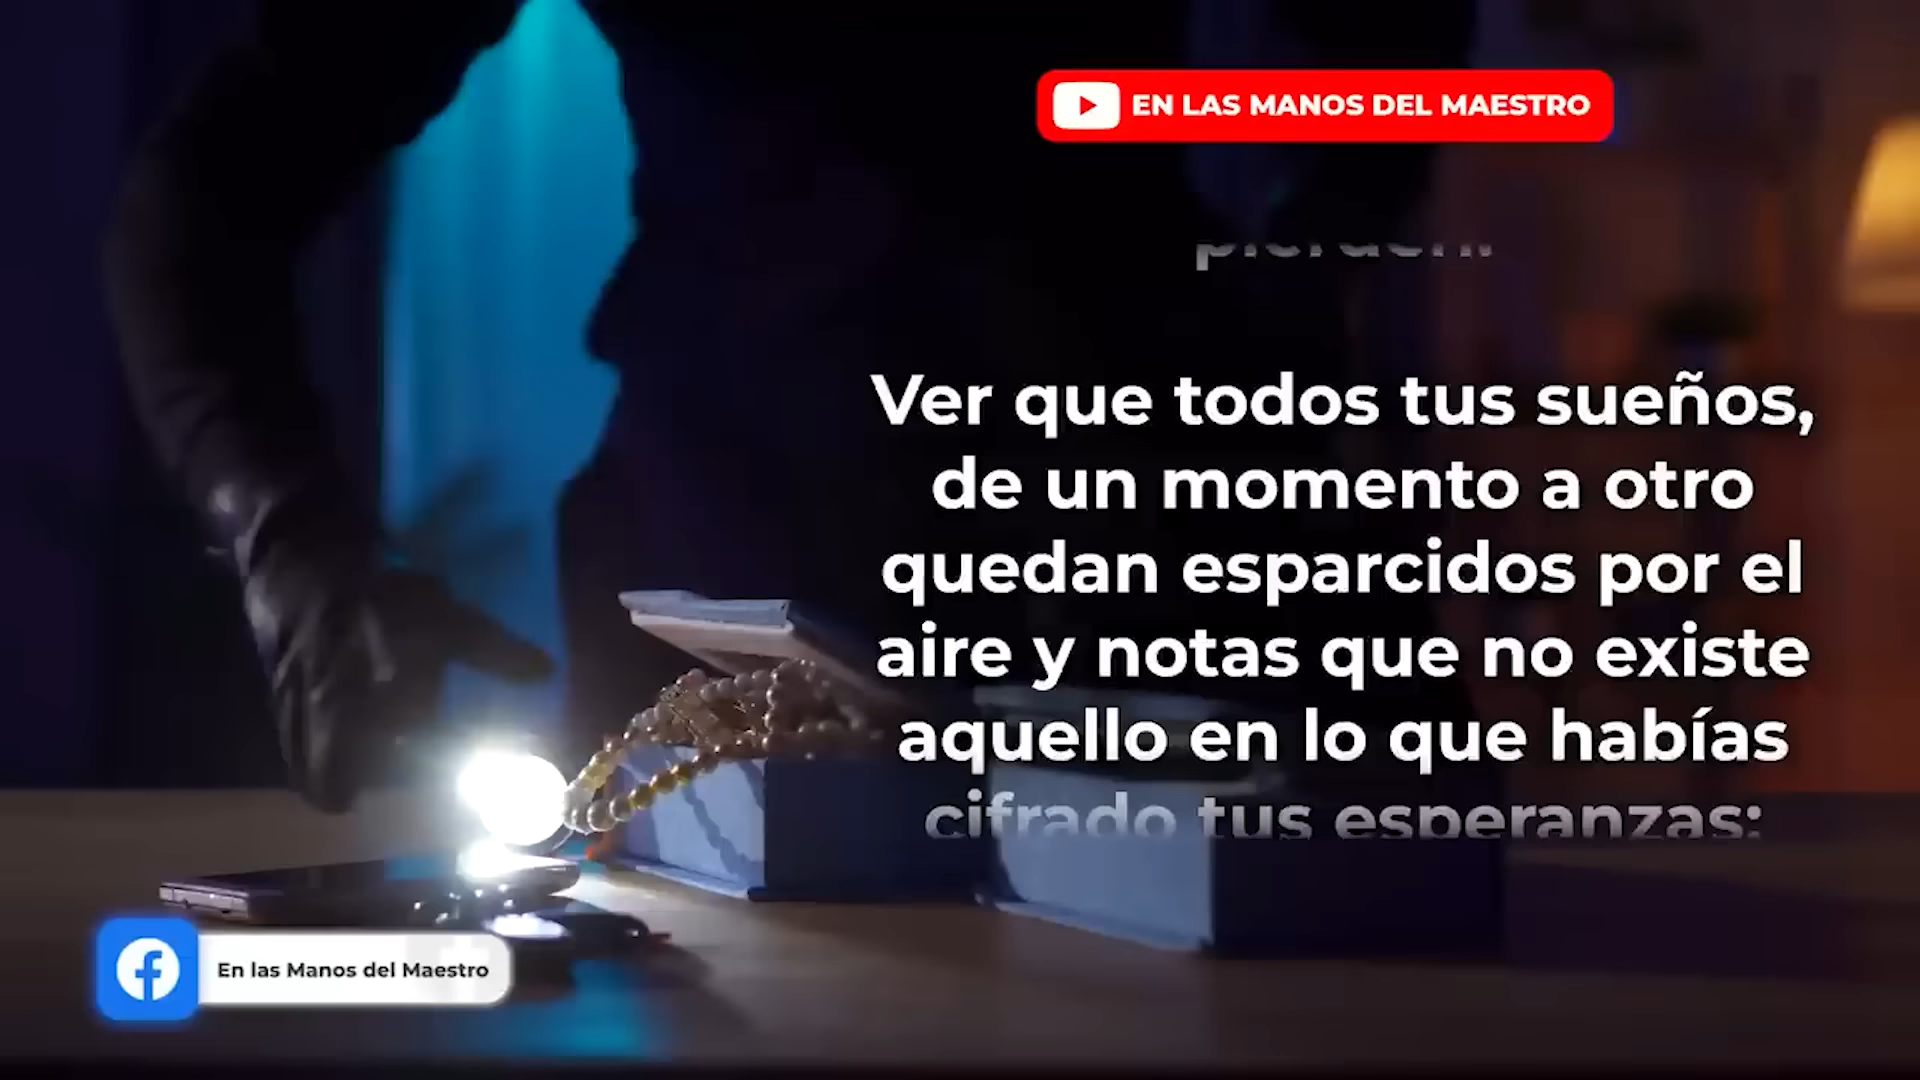 EN LAS MANOS DEL MAESTRO
Ver que todos tus sueños,
de un momento a otro
quedan esparcidos por el
aire y notas que no existe
aquello en lo que habías
cifrado tus esperanzas:
En las Manos del Maestro